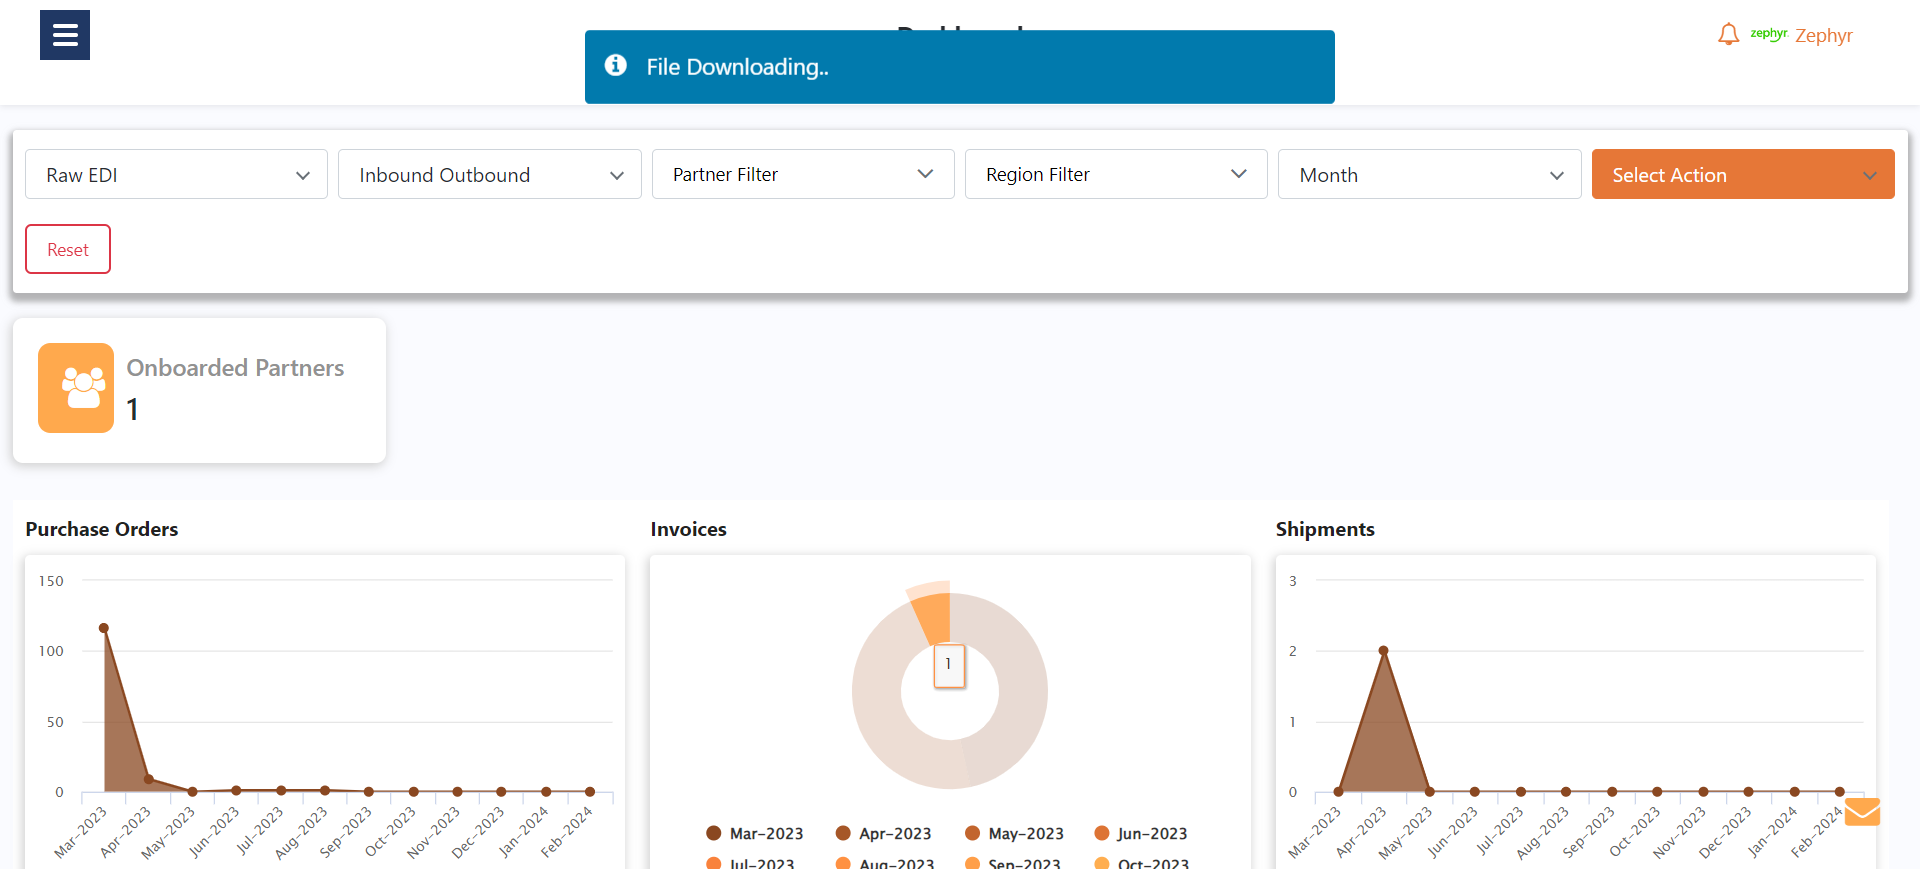 File Downloading..
zephyr Zephyr
Raw EDI
Inbound Outbound
Partner Filter
Region Filter
Month
Select Action
Reset
Onboarded Partners
1
Purchase Orders
150
100
50
0
Mar-2023
Apr-2023
May-2023
Jun-2023
Jul-2023
Aug-2023
Sep-2023
Oct-2023
Nov-2023
Dec-2023
Jan-2024
Feb-2024
Invoices
1
Mar-2023 Apr-2023 May-2023 Jun-2023
Jul-2023 Aug-2023 Sep-2023 Oct-2023
Shipments
3
2
1
0
Mar-2023
Apr-2023
May-2023
Jun-2023
Jul-2023
Aug-2023
Sep-2023
Oct-2023
Nov-2023
Dec-2023
Jan-2024
Feb-2024